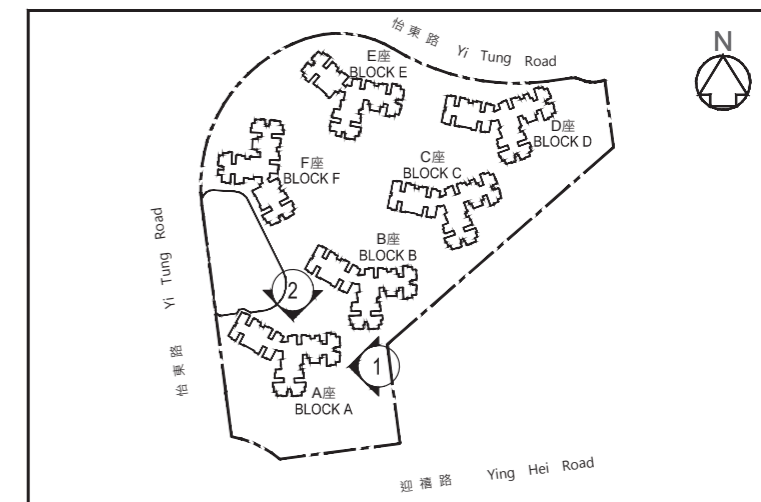 怡東路 Yi Tung Road
N
E座
BLOCK E
D座
BLOCK D
C座
BLOCK C
F座
BLOCK F
B座
BLOCK B
怡東路 Yi Tung Road
2
1
A座
BLOCK A
迎禧路 Ying Hei Road